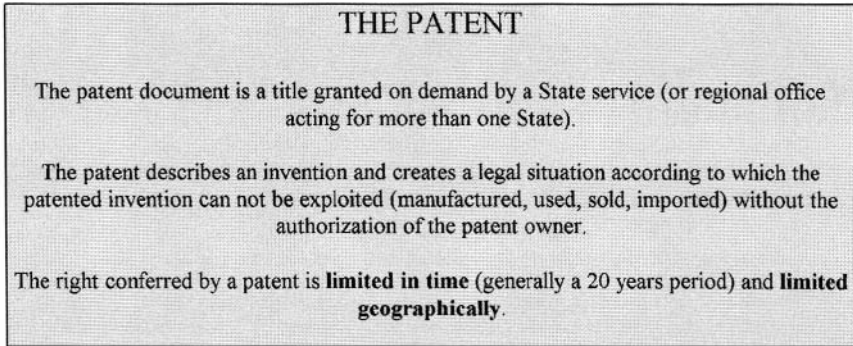 THE PATENT
The patent document is a title granted on demand by a State service (or regional office
acting for more than one State).
The patent describes an invention and creates a legal situation according to which the
patented invention can not be exploited (manufactured, used, sold, imported) without the
authorization of the patent owner.
The right conferred by a patent is limited in time (generally a 20 years period) and limited
geographically.